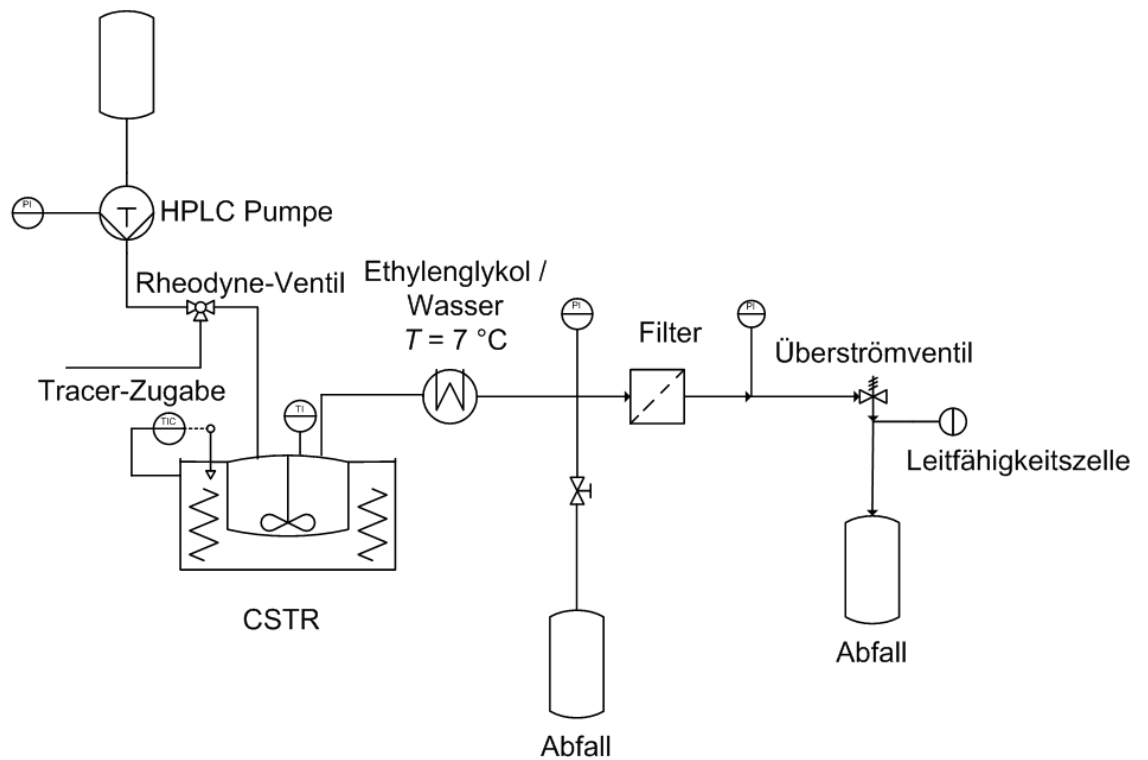 PI
T
HPLC Pumpe
Rheodyne-Ventil
Tracer-Zugabe
TIC
TI
CSTR
Ethylenglykol /
Wasser
T = 7 °C
PI
Filter
PI
Überströmventil
Leitfähigkeitszelle
Abfall
Abfall